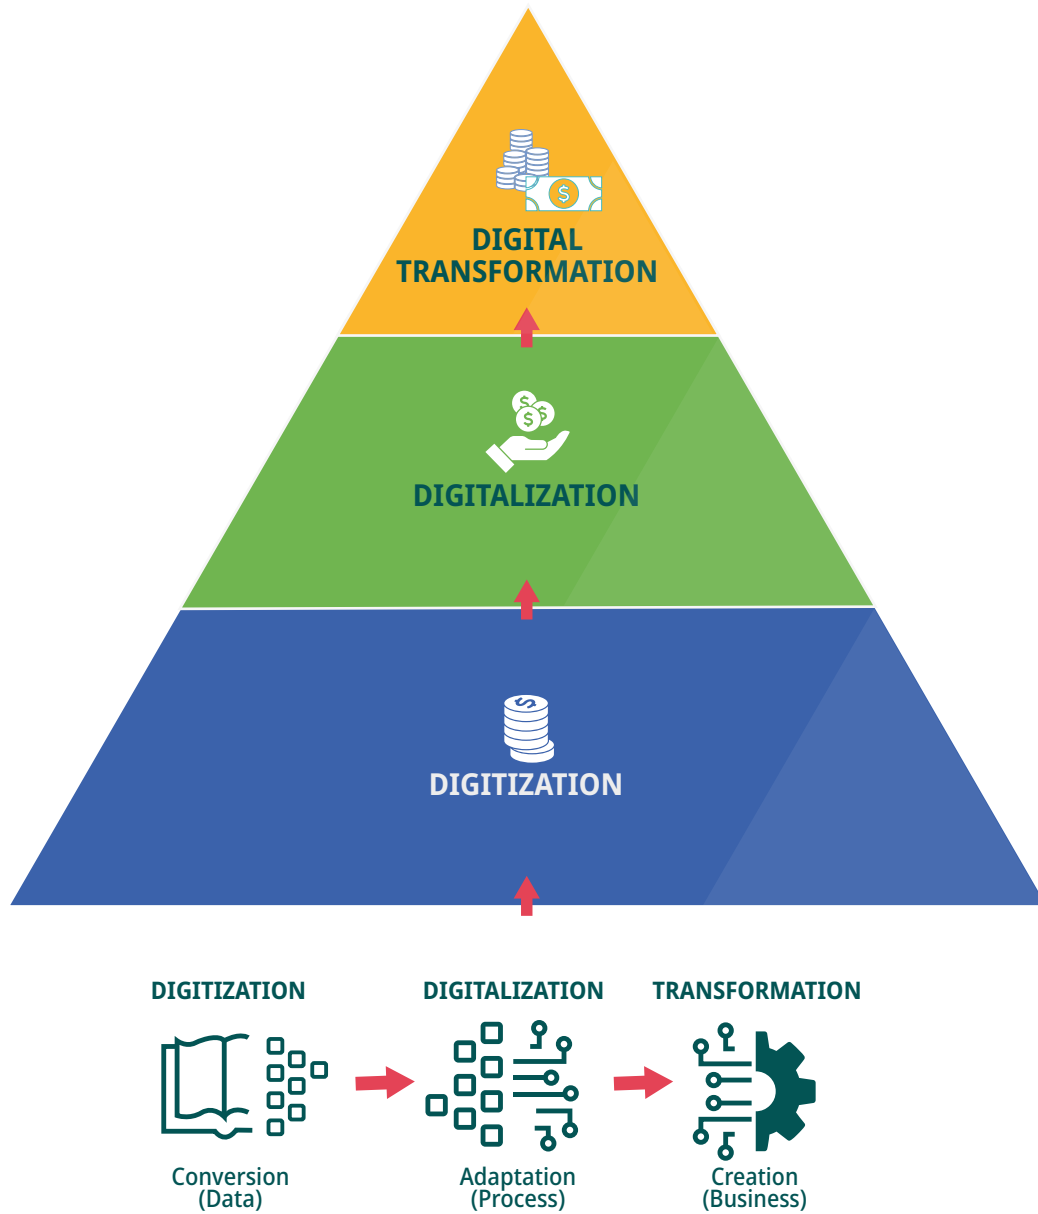 DIGITAL
TRANSFORMATION
DIGITALIZATION
DIGITIZATION
DIGITIZATION
DIGITALIZATION
TRANSFORMATION
Conversion
(Data)
Adaptation
(Process)
Creation
(Business)